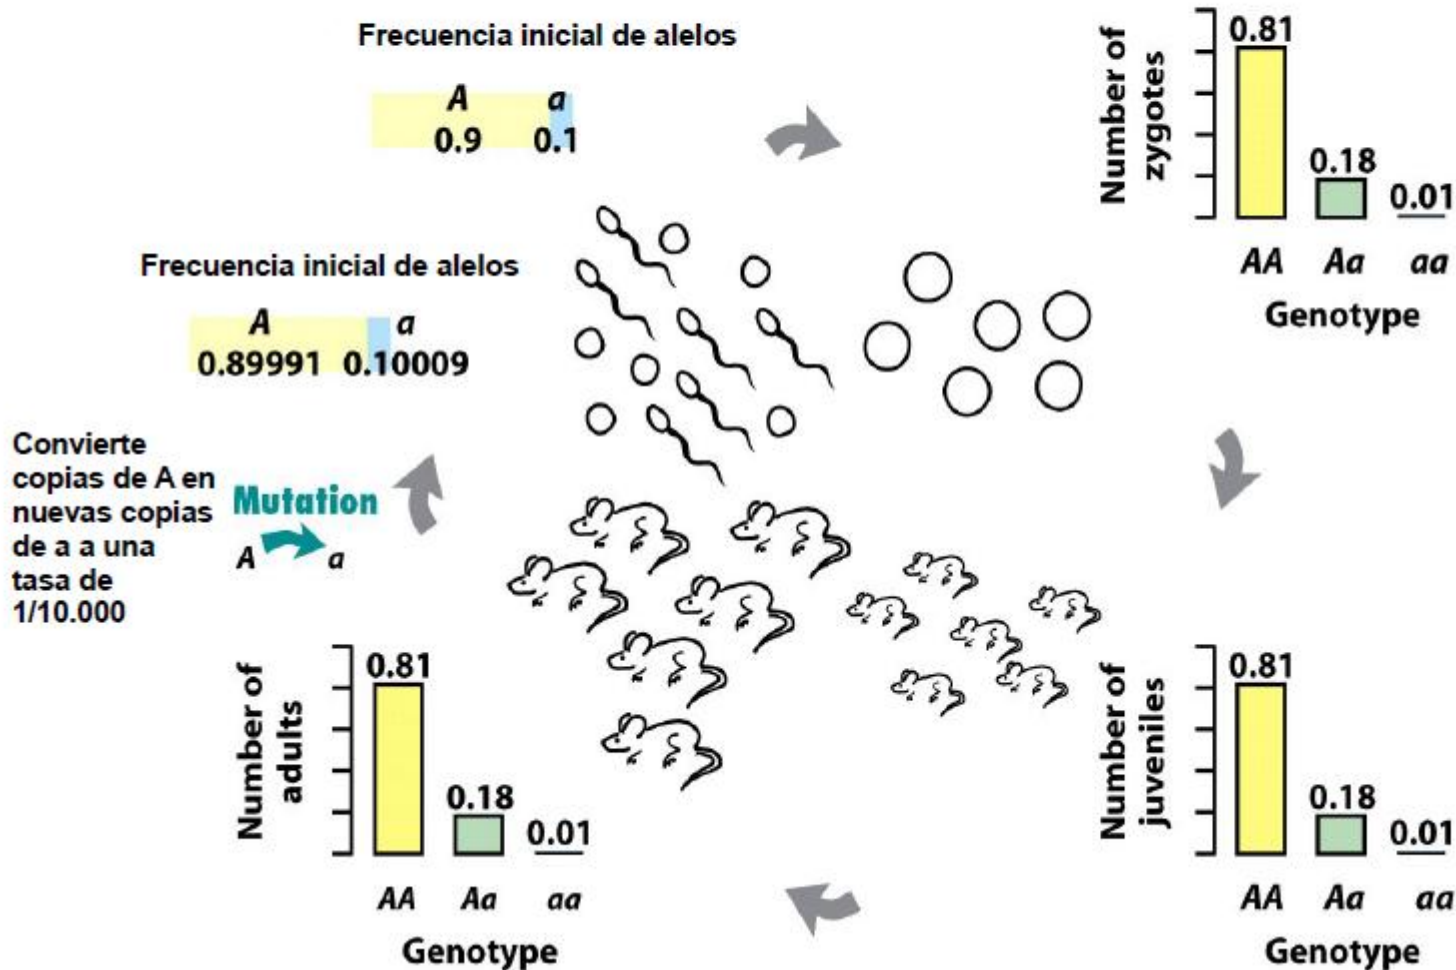 Frecuencia inicial de alelos
A a
0.9 0.1
Number of
zygotes
0.81
0.18
0.01
AA Aa aa
Genotype
Frecuencia inicial de alelos
A a
0.89991 0.10009
Convierte
copias de A en
nuevas copias
de a a una
tasa de
1/10.000
Mutation
A a
Number of
adults
0.81
0.18
0.01
AA Aa aa
Genotype
Number of
juveniles
0.81
0.18
0.01
AA Aa aa
Genotype